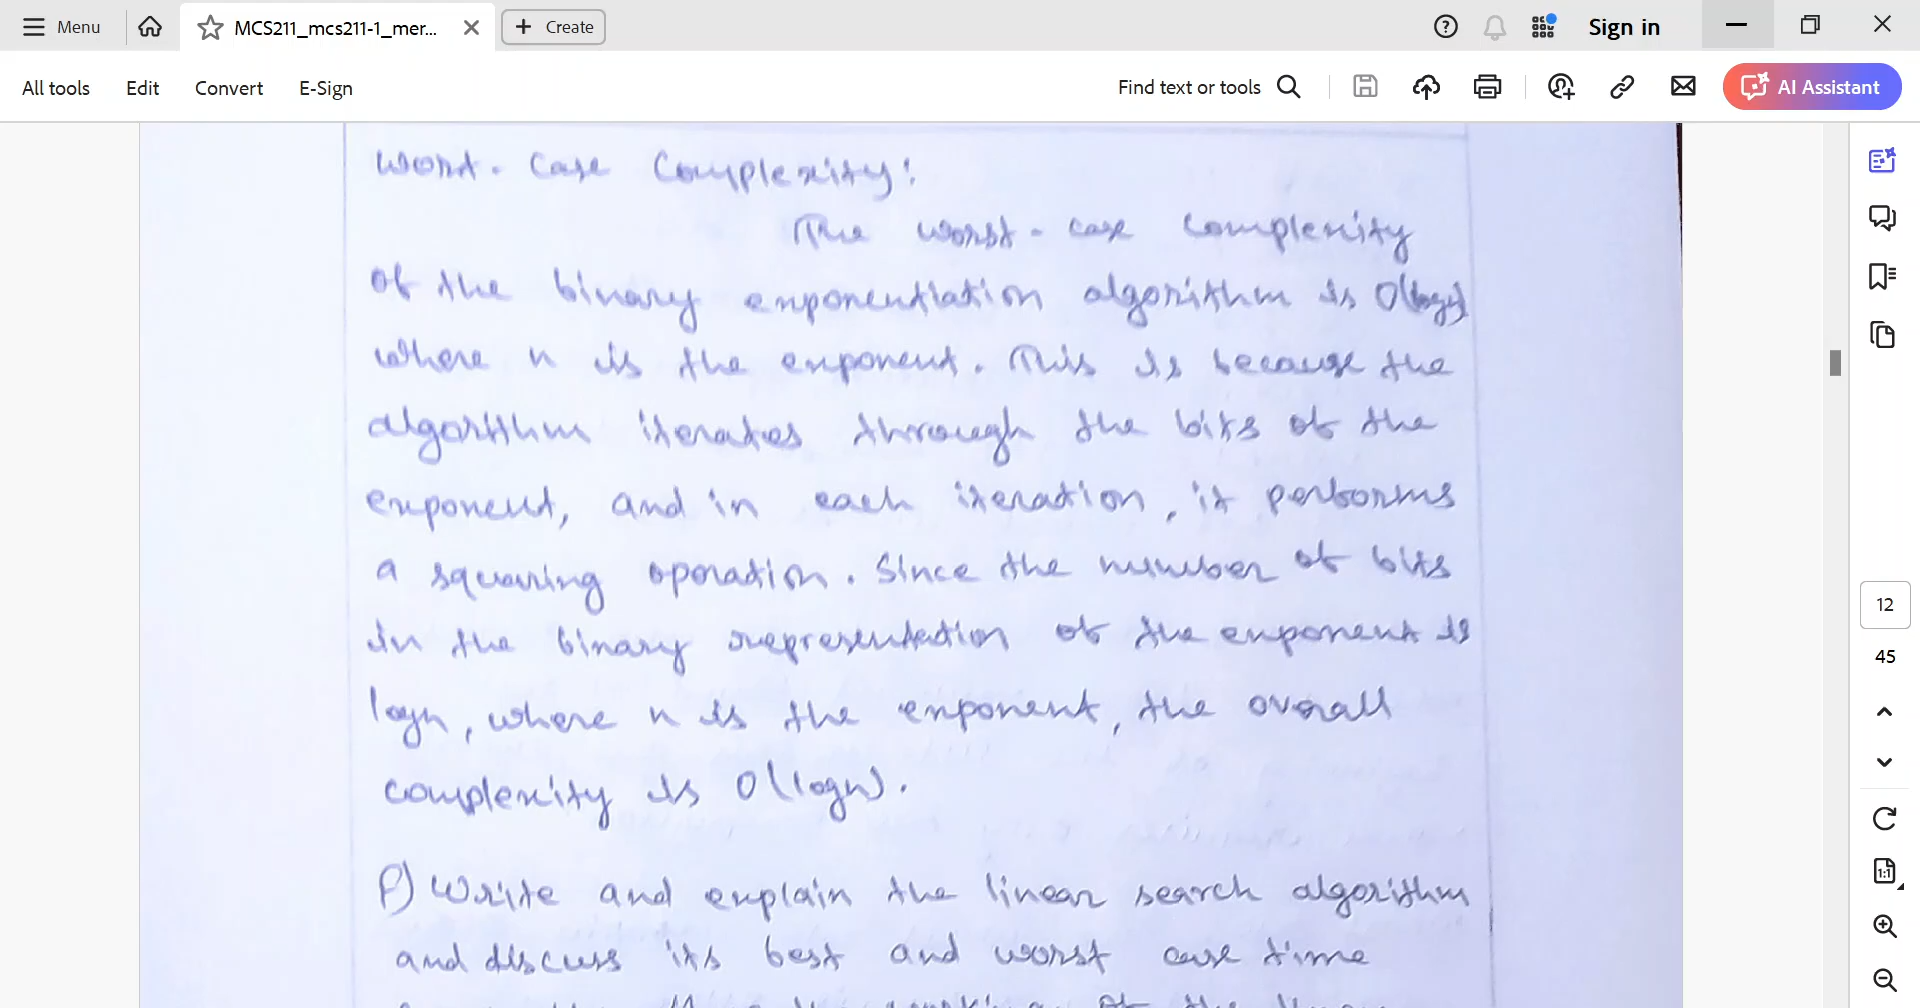 Menu
MCS211_mcs211-1_mer...
Create
Sign in
All tools
Edit
Convert
E-Sign
Find text or tools
AI Assistant
Worst-Case Complexity:
The worst-case complexity
of the binary exponentiation algorithm is O(logn)
where n is the exponent. This is because the
algorithm iterates through the bits of the
exponent, and in each iteration, it performs
a squaring operation. Since the number of bits
in the binary representation of the exponent is
logn, where n is the exponent, the overall
complexity is O(logn).
f) Write and explain the linear search algorithm
and discuss its best and worst case time
12
45
1:1